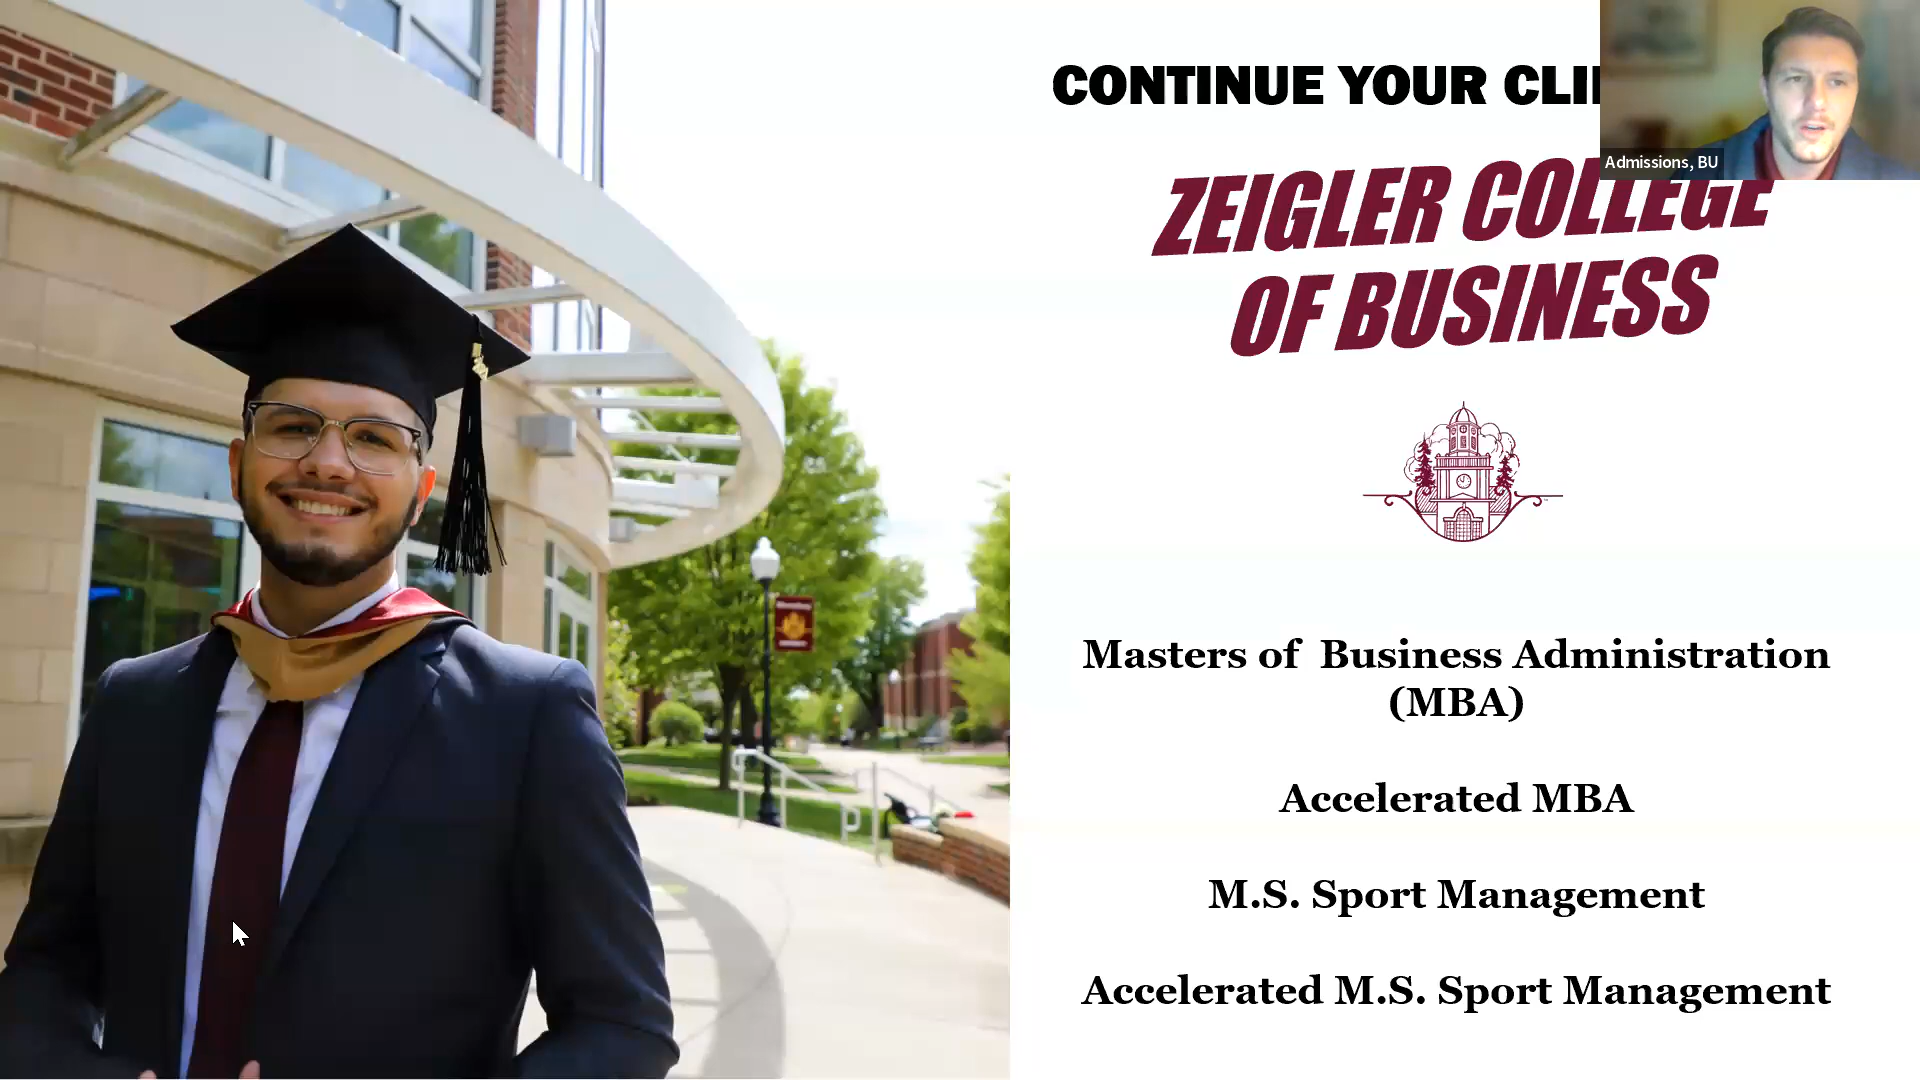 CONTINUE YOUR
Admissions, BU
ZEIGLER COLLEGE
OF BUSINESS
Masters of Business Administration
(MBA)
Accelerated MBA
M.S. Sport Management
Accelerated M.S. Sport Management